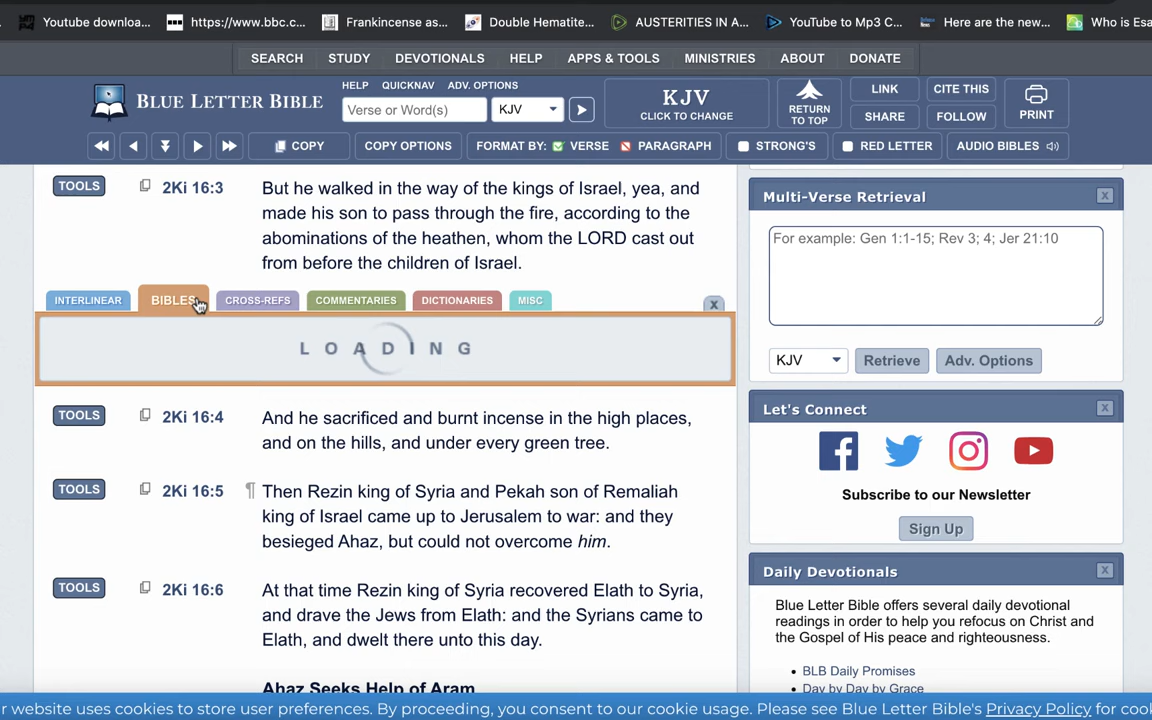 Youtube downloa...
https://www.bbc.c...
Frankincense as...
Double Hematite...
AUSTERITIES IN A...
YouTube to Mp3 C...
Here are the new...
Who is Esa
SEARCH STUDY DEVOTIONALS HELP APPS & TOOLS MINISTRIES ABOUT DONATE
BLUE LETTER BIBLE
HELP QUICKNAV ADV. OPTIONS
Verse or Word(s)
KJV
KJV
CLICK TO CHANGE
RETURN
TO TOP
LINK
CITE THIS
SHARE
FOLLOW
PRINT
COPY
COPY OPTIONS
FORMAT BY: VERSE PARAGRAPH
STRONG'S
RED LETTER
AUDIO BIBLES
TOOLS
2Ki 16:3
But he walked in the way of the kings of Israel, yea, and
made his son to pass through the fire, according to the
abominations of the heathen, whom the LORD cast out
from before the children of Israel.
INTERLINEAR BIBLES CROSS-REFS COMMENTARIES DICTIONARIES MISC
x
LOADING
TOOLS
2Ki 16:4
And he sacrificed and burnt incense in the high places,
and on the hills, and under every green tree.
TOOLS
2Ki 16:5
¶ Then Rezin king of Syria and Pekah son of Remaliah
king of Israel came up to Jerusalem to war: and they
besieged Ahaz, but could not overcome him.
TOOLS
2Ki 16:6
At that time Rezin king of Syria recovered Elath to Syria,
and drave the Jews from Elath: and the Syrians came to
Elath, and dwelt there unto this day.
Ahaz Seeks Help of Aram
Multi-Verse Retrieval
x
For example: Gen 1:1-15; Rev 3; 4; Jer 21:10
KJV
Retrieve
Adv. Options
Let's Connect
x
Subscribe to our Newsletter
Sign Up
Daily Devotionals
x
Blue Letter Bible offers several daily devotional
readings in order to help you refocus on Christ and
the Gospel of His peace and righteousness.
• BLB Daily Promises
• Day by Day by Grace
r website uses cookies to store user preferences. By proceeding, you consent to our cookie usage. Please see Blue Letter Bible's Privacy Policy for cook